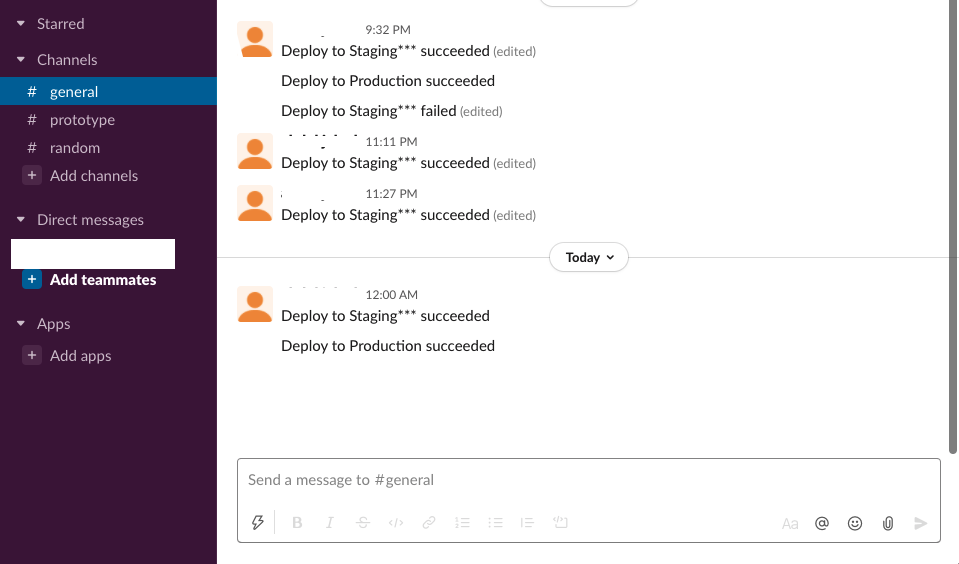 Starred
Channels
# general
# prototype
# random
+ Add channels
Direct messages
+ Add teammates
Apps
+ Add apps
9:32 PM
Deploy to Staging*** succeeded (edited)
Deploy to Production succeeded
Deploy to Staging*** failed (edited)
11:11 PM
Deploy to Staging*** succeeded (edited)
11:27 PM
Deploy to Staging*** succeeded (edited)
Today
12:00 AM
Deploy to Staging*** succeeded
Deploy to Production succeeded
Send a message to #general
B I S </> Aa @